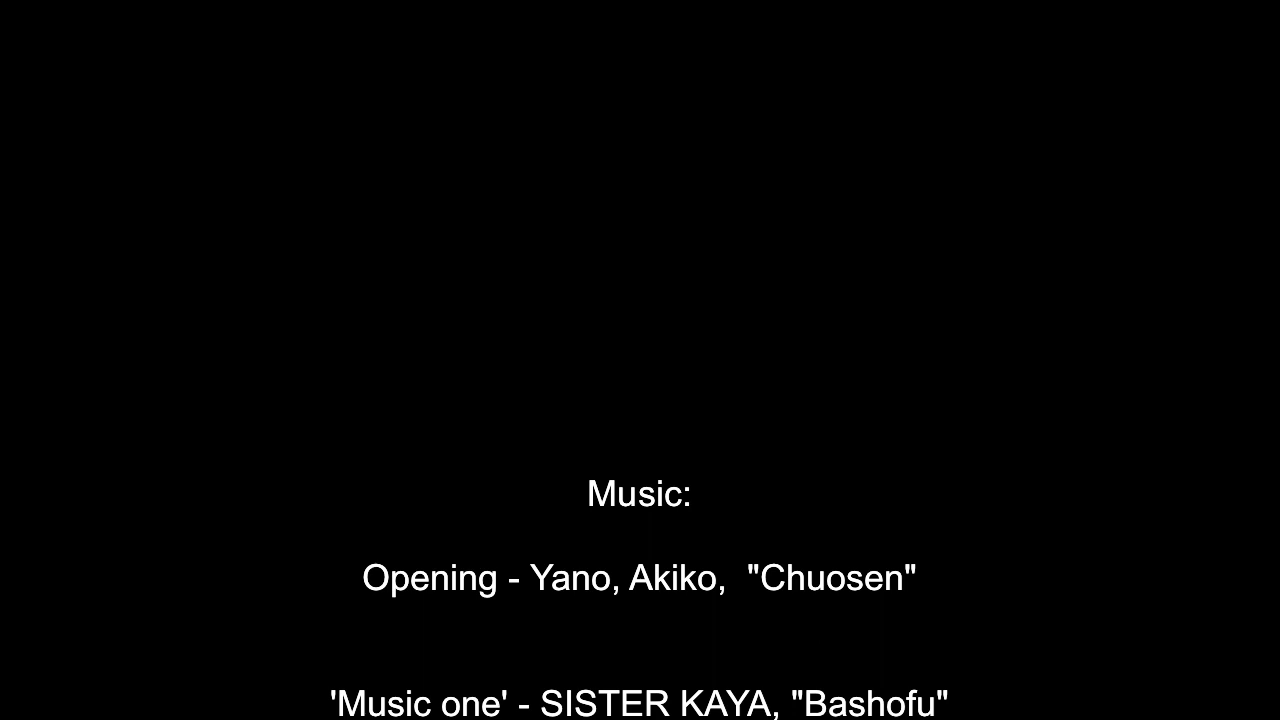 Music:
Opening - Yano, Akiko,  "Chuosen"
'Music one' - SISTER KAYA, "Bashofu"